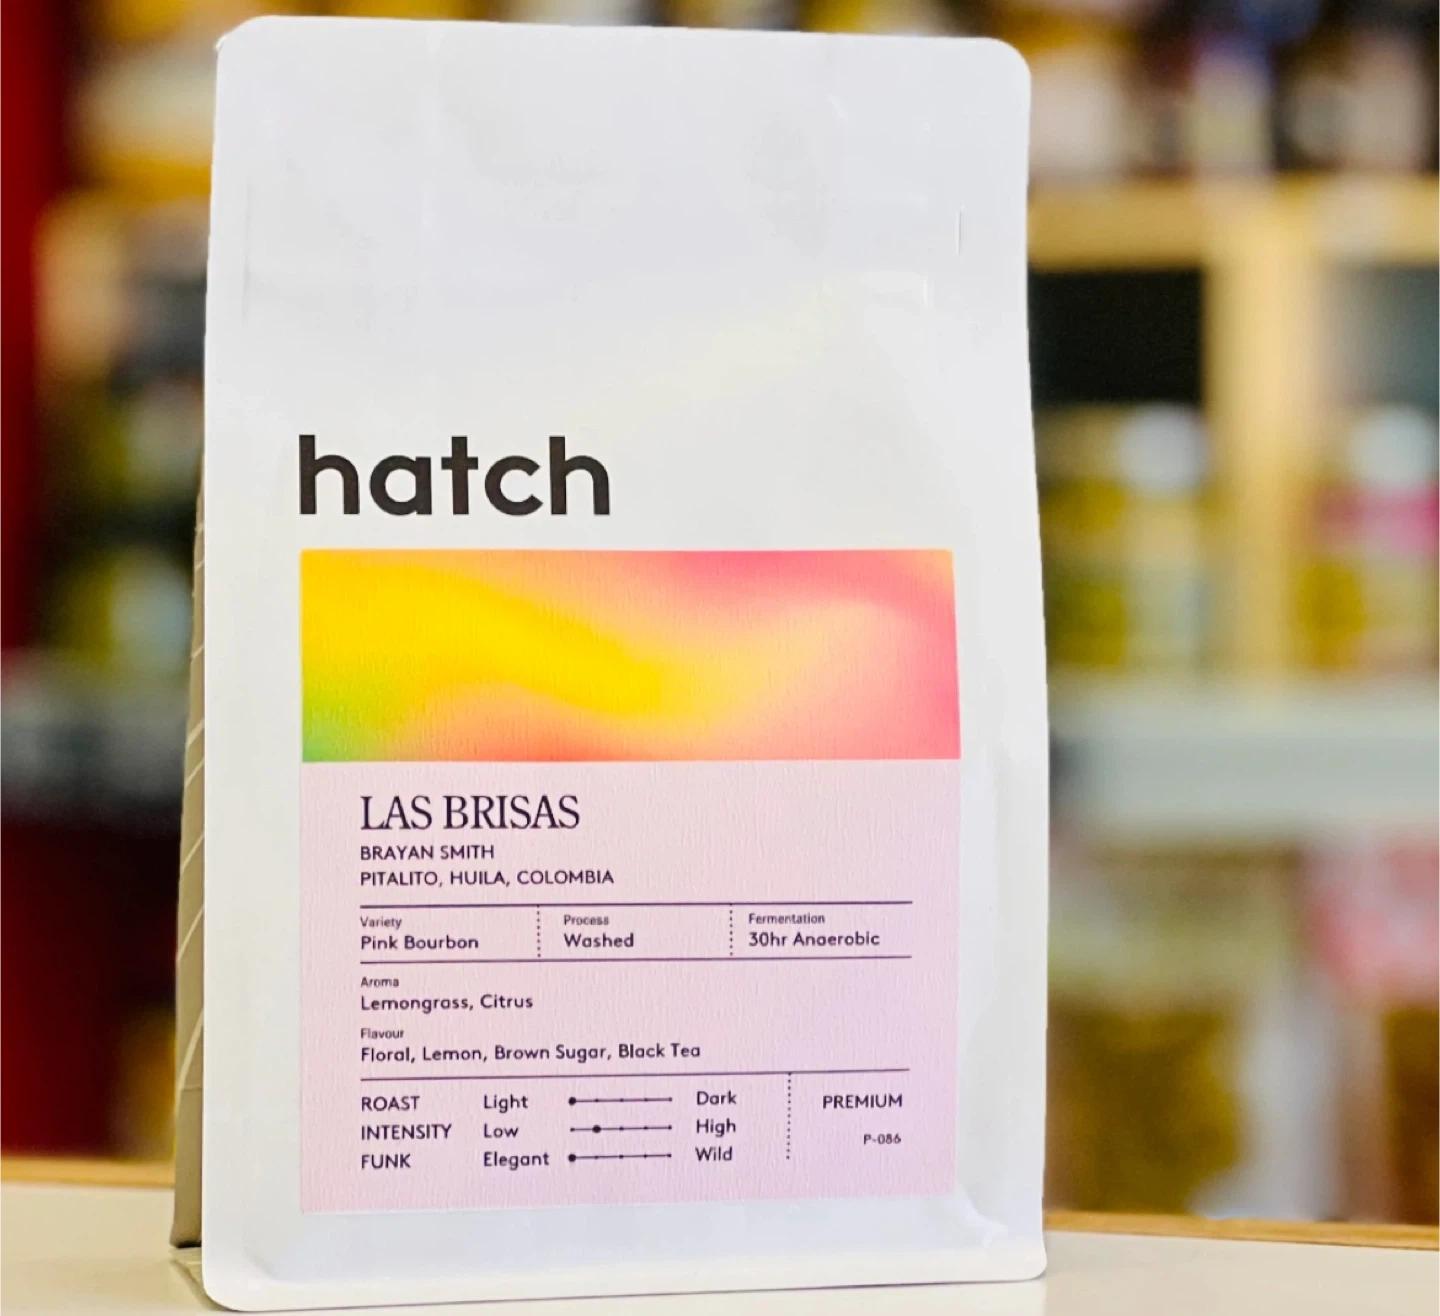 hatch
LAS BRISAS
BRAYAN SMITH
PITALITO, HUILA, COLOMBIA
Variety Process Fermentation
Pink Bourbon Washed 30hr Anaerobic
Aroma
Lemongrass, Citrus
Flavour
Floral, Lemon, Brown Sugar, Black Tea
ROAST Light Dark PREMIUM
INTENSITY Low High
P-086
FUNK Elegant Wild